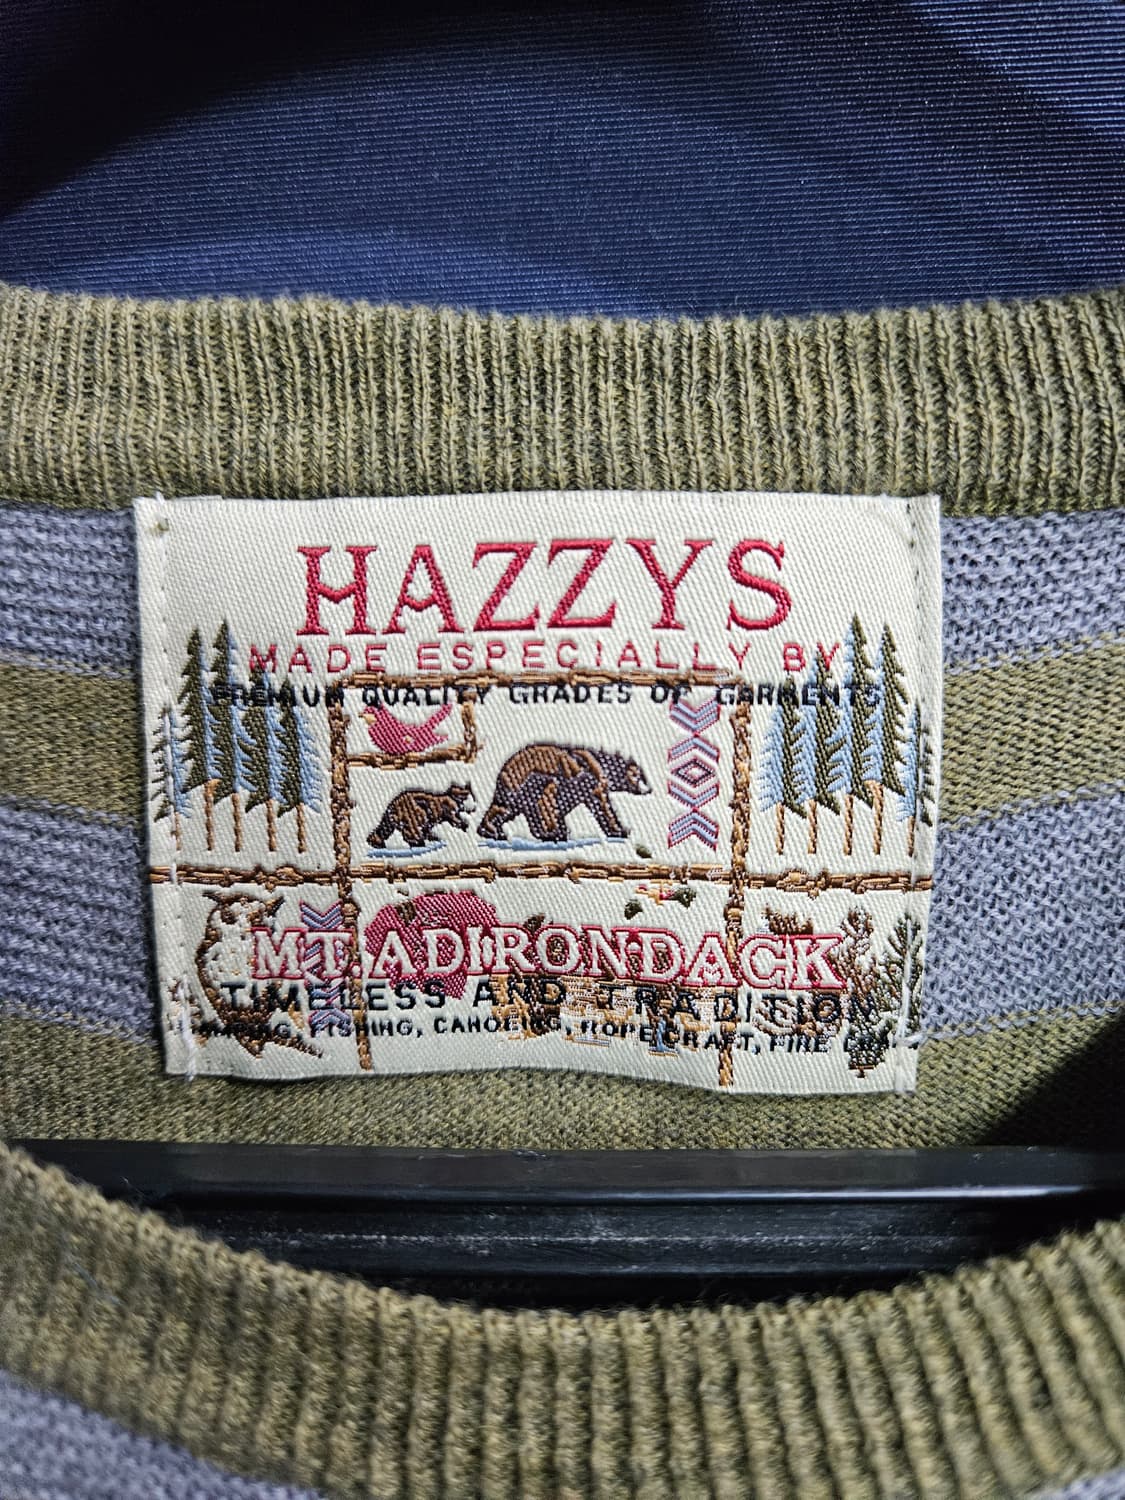 HAZZYS
MADE ESPECIALLY BY
PREMIUM QUALITY GRADES OF GARMENTS
MT.ADIRONDACK
TIMELESS AND TRADITION
FISHING, CANOEING, ROPE CRAFT, FIRE